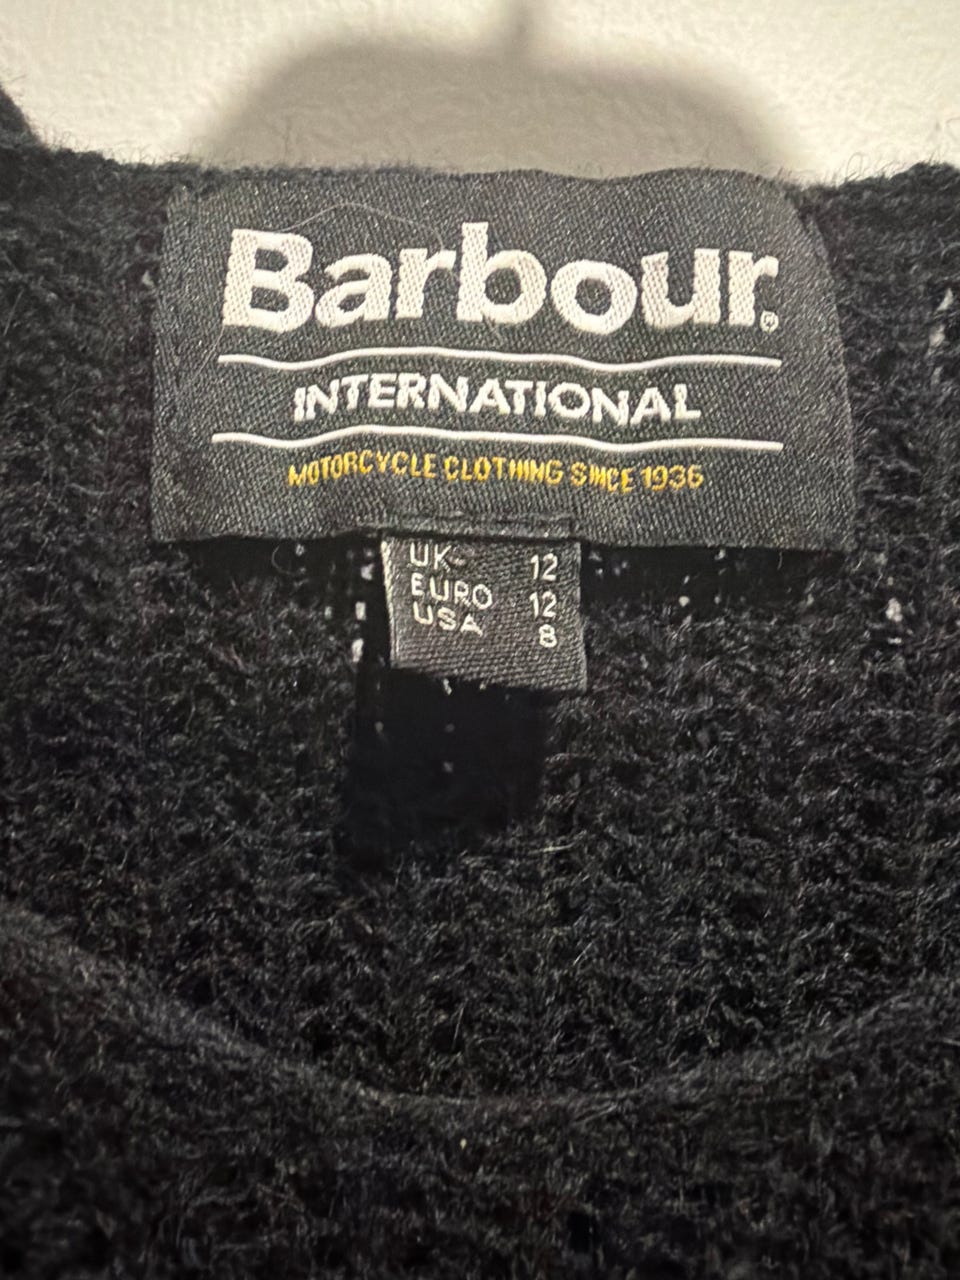 Barbour®
INTERNATIONAL
MOTORCYCLE CLOTHING SINCE 1936
UK- 12
EURO 12
USA 8